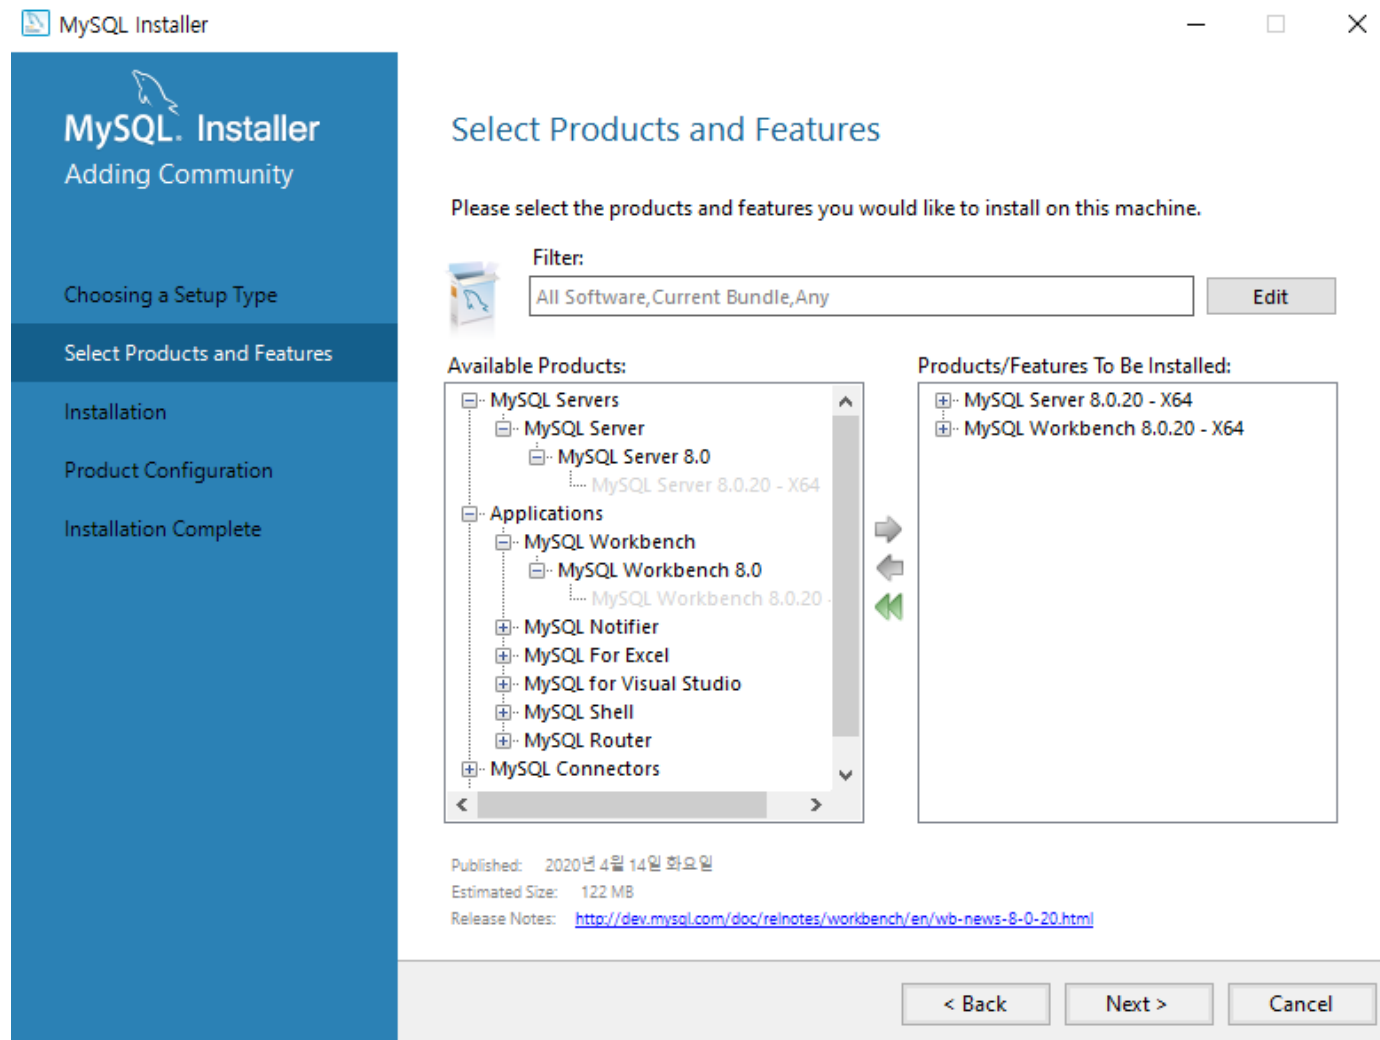 MySQL Installer
MySQL. Installer
Adding Community
Choosing a Setup Type
Select Products and Features
Installation
Product Configuration
Installation Complete
Select Products and Features
Please select the products and features you would like to install on this machine.
Filter:
All Software,Current Bundle,Any
Edit
Available Products:
MySQL Servers
MySQL Server
MySQL Server 8.0
MySQL Server 8.0.20 - X64
Applications
MySQL Workbench
MySQL Workbench 8.0
MySQL Workbench 8.0.20 -
MySQL Notifier
MySQL For Excel
MySQL for Visual Studio
MySQL Shell
MySQL Router
MySQL Connectors
Products/Features To Be Installed:
MySQL Server 8.0.20 - X64
MySQL Workbench 8.0.20 - X64
Published: 2020년 4월 14일 화요일
Estimated Size: 122 MB
Release Notes: http://dev.mysql.com/doc/relnotes/workbench/en/wb-news-8-0-20.html
< Back
Next >
Cancel